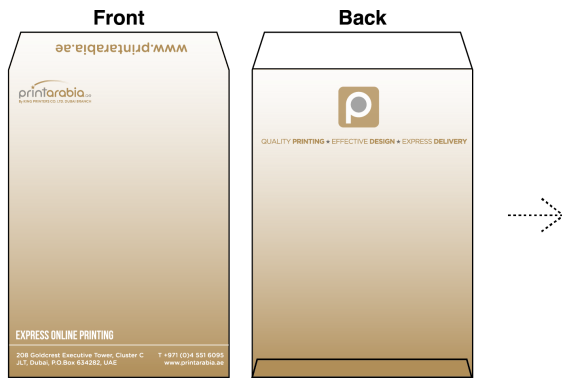 Front
Back
www.printarabia.ae
printarabia.ae
By KING PRINTERS CO. LTD. DUBAI BRANCH
p
QUALITY PRINTING ★ EFFECTIVE DESIGN ★ EXPRESS DELIVERY
EXPRESS ONLINE PRINTING
208 Goldcrest Executive Tower, Cluster C
JLT, Dubai, P.O.Box 634282, UAE
T +971 (0)4 551 6095
www.printarabia.ae